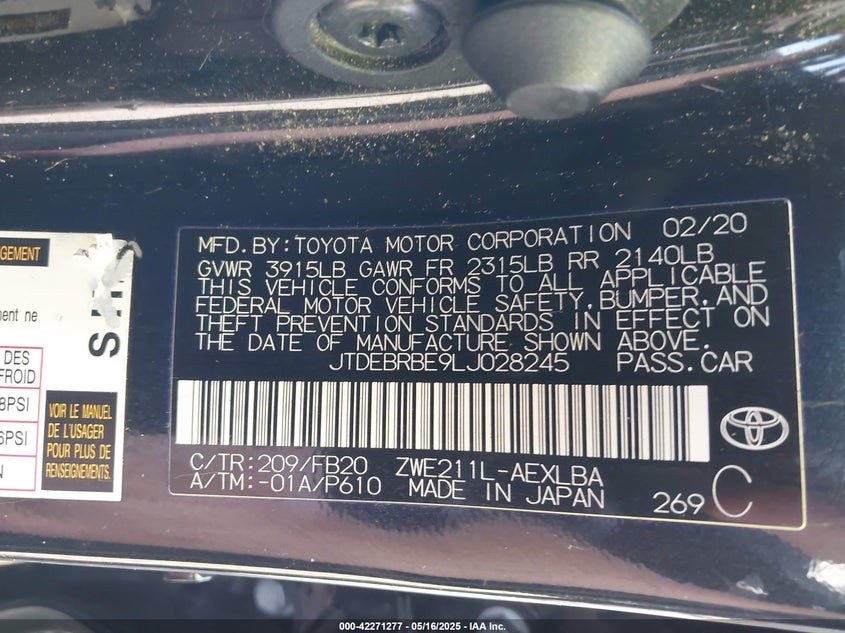 GEMENT
ment ne
DES
FROID
8PSI
6PSI
N
VOIR LE MANUEL
DE L'USAGER
POUR PLUS DE
RENSEIGNEMENTS
MFD.BY:TOYOTA MOTOR CORPORATION 02/20
GVWR 3915LB GAWR FR 2315LB RR 2140LB
THIS VEHICLE CONFORMS TO ALL APPLICABLE
FEDERAL MOTOR VEHICLE SAFETY,BUMPER,AND
THEFT PREVENTION STANDARDS IN EFFECT ON
THE DATE OF MANUFACTURE SHOWN ABOVE.
JTDEBRBE9LJ028245 PASS.CAR
C/TR:209/FB20 ZWE211L-AEXLBA
A/TM:-01A/P610 MADE IN JAPAN
269 C
000-42271277 - 05/16/2025 - IAA Inc.